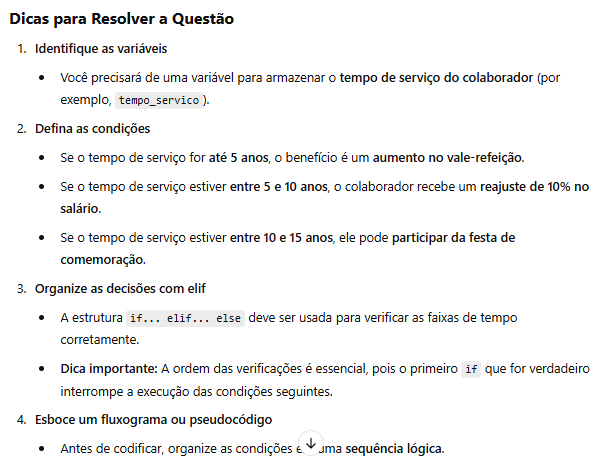 Dicas para Resolver a Questão
1. Identifique as variáveis
• Você precisará de uma variável para armazenar o tempo de serviço do colaborador (por
exemplo, tempo_servico ).
2. Defina as condições
• Se o tempo de serviço for até 5 anos, o benefício é um aumento no vale-refeição.
• Se o tempo de serviço estiver entre 5 e 10 anos, o colaborador recebe um reajuste de 10% no
salário.
• Se o tempo de serviço estiver entre 10 e 15 anos, ele pode participar da festa de
comemoração.
3. Organize as decisões com elif
• A estrutura if... elif... else deve ser usada para verificar as faixas de tempo
corretamente.
• Dica importante: A ordem das verificações é essencial, pois o primeiro if que for verdadeiro
interrompe a execução das condições seguintes.
4. Esboce um fluxograma ou pseudocódigo
• Antes de codificar, organize as condições uma sequência lógica.